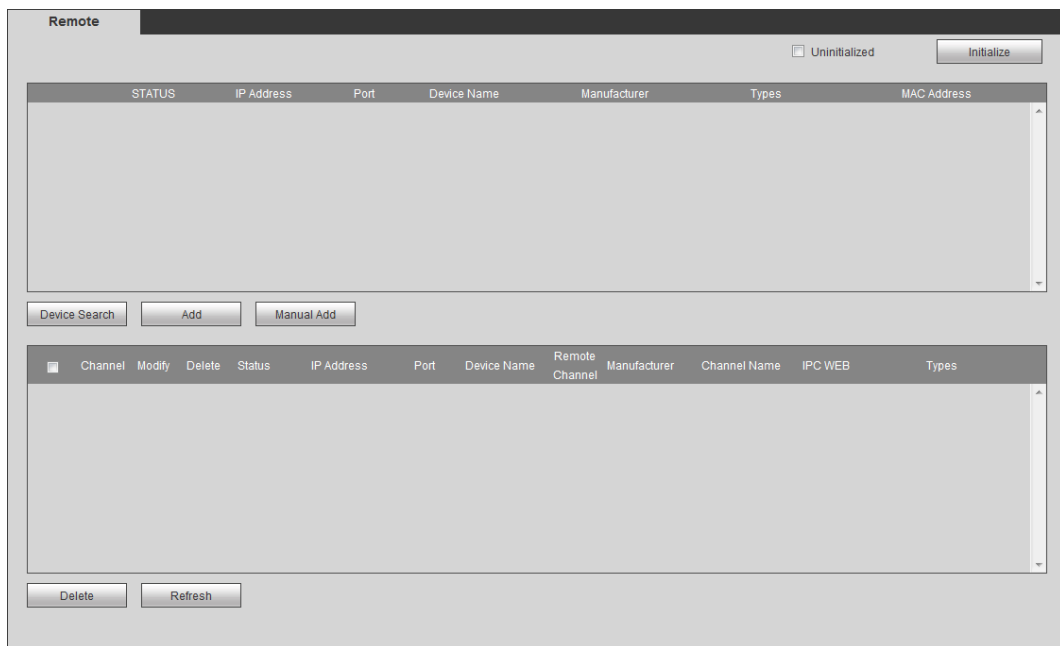 Remote
Uninitialized Initialize
STATUS IP Address Port Device Name Manufacturer Types MAC Address
Device Search Add Manual Add
Channel Modify Delete Status IP Address Port Device Name Remote Channel Manufacturer Channel Name IPC WEB Types
Delete Refresh